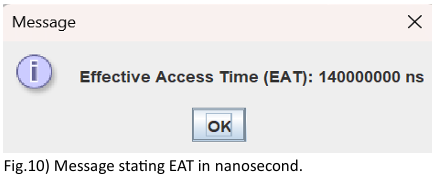 Message
Effective Access Time (EAT): 140000000 ns
OK
Fig.10) Message stating EAT in nanosecond.